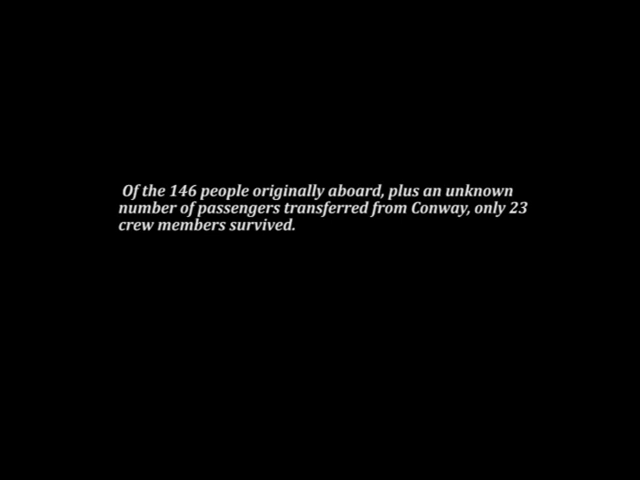 Of the 146 people originally aboard, plus an unknown
number of passengers transferred from Conway, only 23
crew members survived.